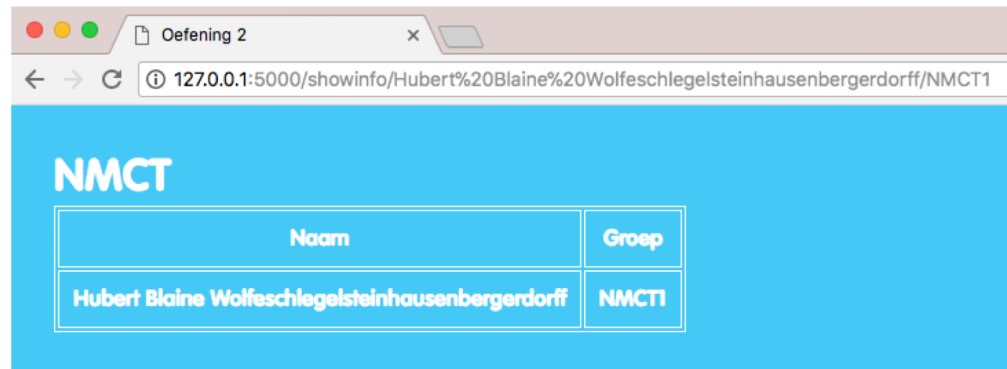 Oefening 2
127.0.0.1:5000/showinfo/Hubert%20Blaine%20Wolfeschlegelsteinhausenbergerdorff/NMCT1
NMCT
Naam Groep
Hubert Blaine Wolfeschlegelsteinhausenbergerdorff NMCT1